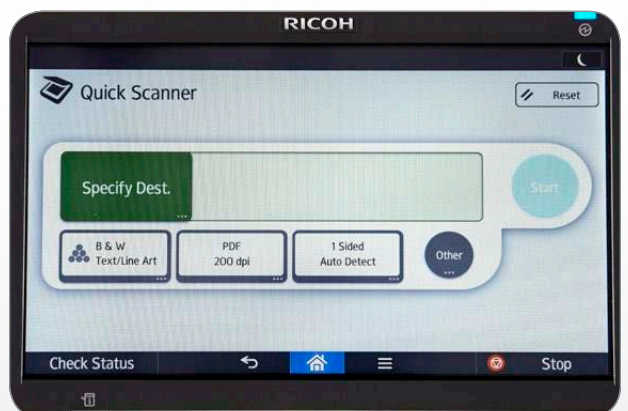 RICOH
Quick Scanner
Reset
Specify Dest.
Start
B & W
Text/Line Art
PDF
200 dpi
1 Sided
Auto Detect
Other
Check Status
Stop